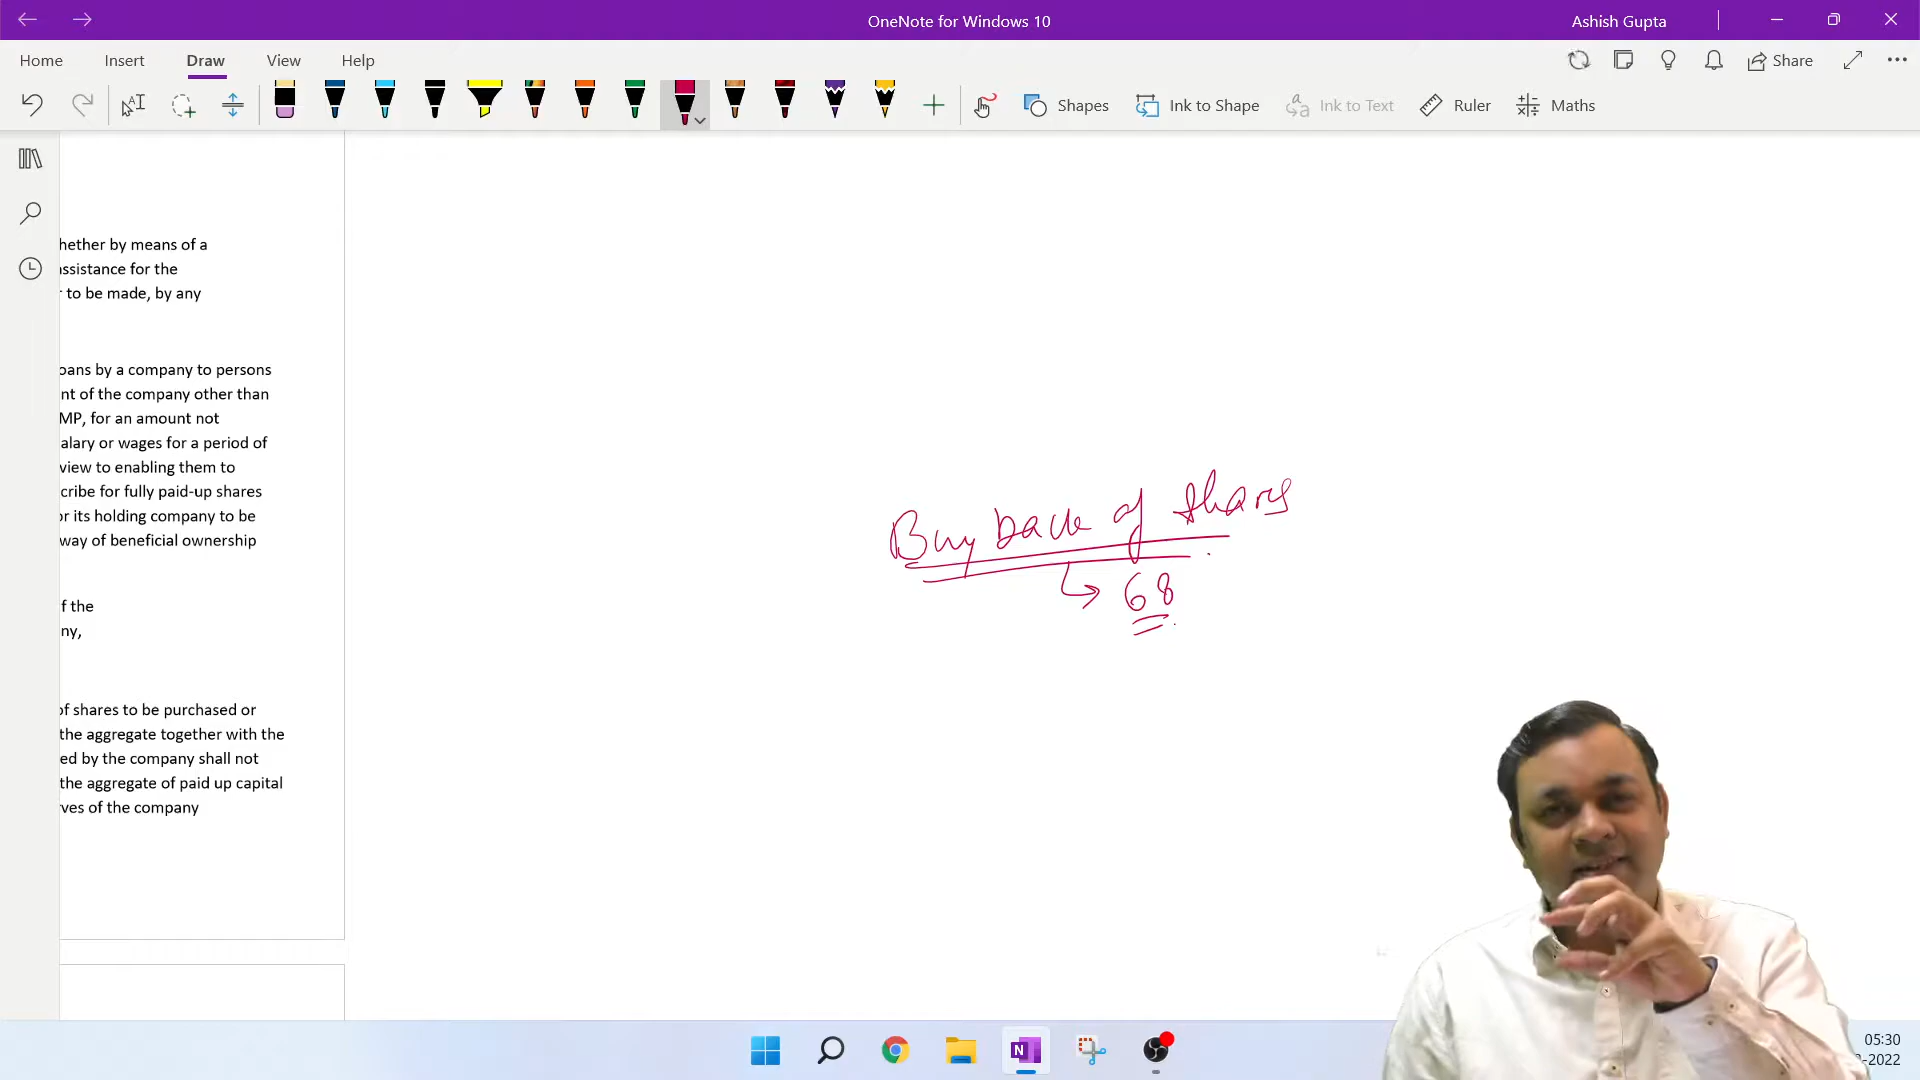 OneNote for Windows 10
Ashish Gupta
Home Insert Draw View Help
Share
Shapes Ink to Shape Ink to Text Ruler Maths
hether by means of a
assistance for the
to be made, by any
oans by a company to persons
nt of the company other than
MP, for an amount not
alary or wages for a period of
view to enabling them to
cribe for fully paid-up shares
or its holding company to be
way of beneficial ownership
f the
ny,
of shares to be purchased or
the aggregate together with the
ed by the company shall not
the aggregate of paid up capital
rves of the company
Buy back of shares
68
05:30
-2022